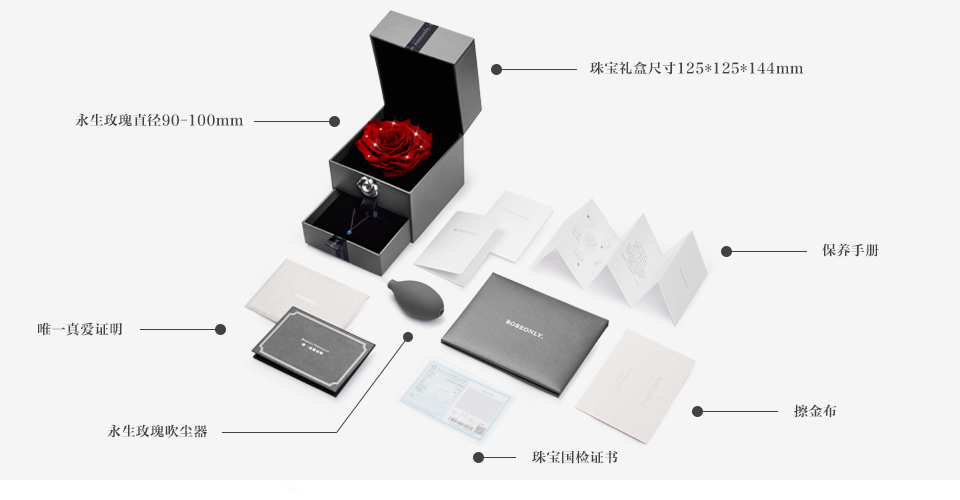 珠宝礼盒尺寸125*125*144mm
永生玫瑰直径90-100mm
保养手册
ROSEONLY.
唯一真爱证明
擦金布
永生玫瑰吹尘器
珠宝国检证书